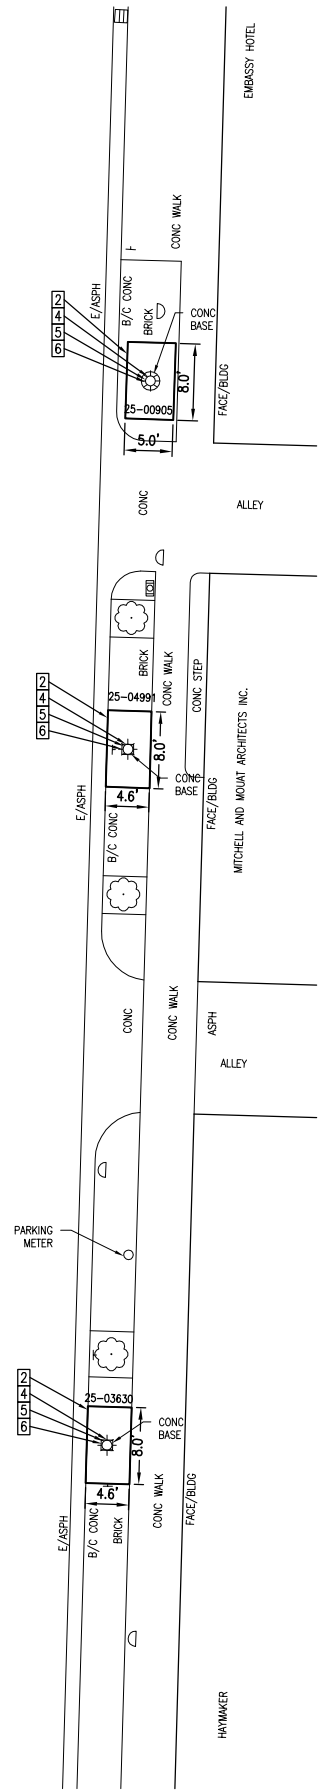 EMBASSY HOTEL
CONC WALK
E/ASPH
B/C CONC
BRICK
CONC
BASE
2
4
5
6
8.0'
25-00905
5.0'
FACE/BLDG
CONC
ALLEY
BRICK
CONC WALK
CONC STEP
25-04991
2
4
5
6
8.0'
CONC
BASE
4.6'
E/ASPH
B/C CONC
FACE/BLDG
MITCHELL AND MOUAT ARCHITECTS INC.
CONC
CONC WALK
ASPH
ALLEY
PARKING
METER
2
4
5
6
25-03630
CONC
BASE
8.0'
4.6'
E/ASPH
B/C CONC
BRICK
CONC WALK
FACE/BLDG
HAYMAKER